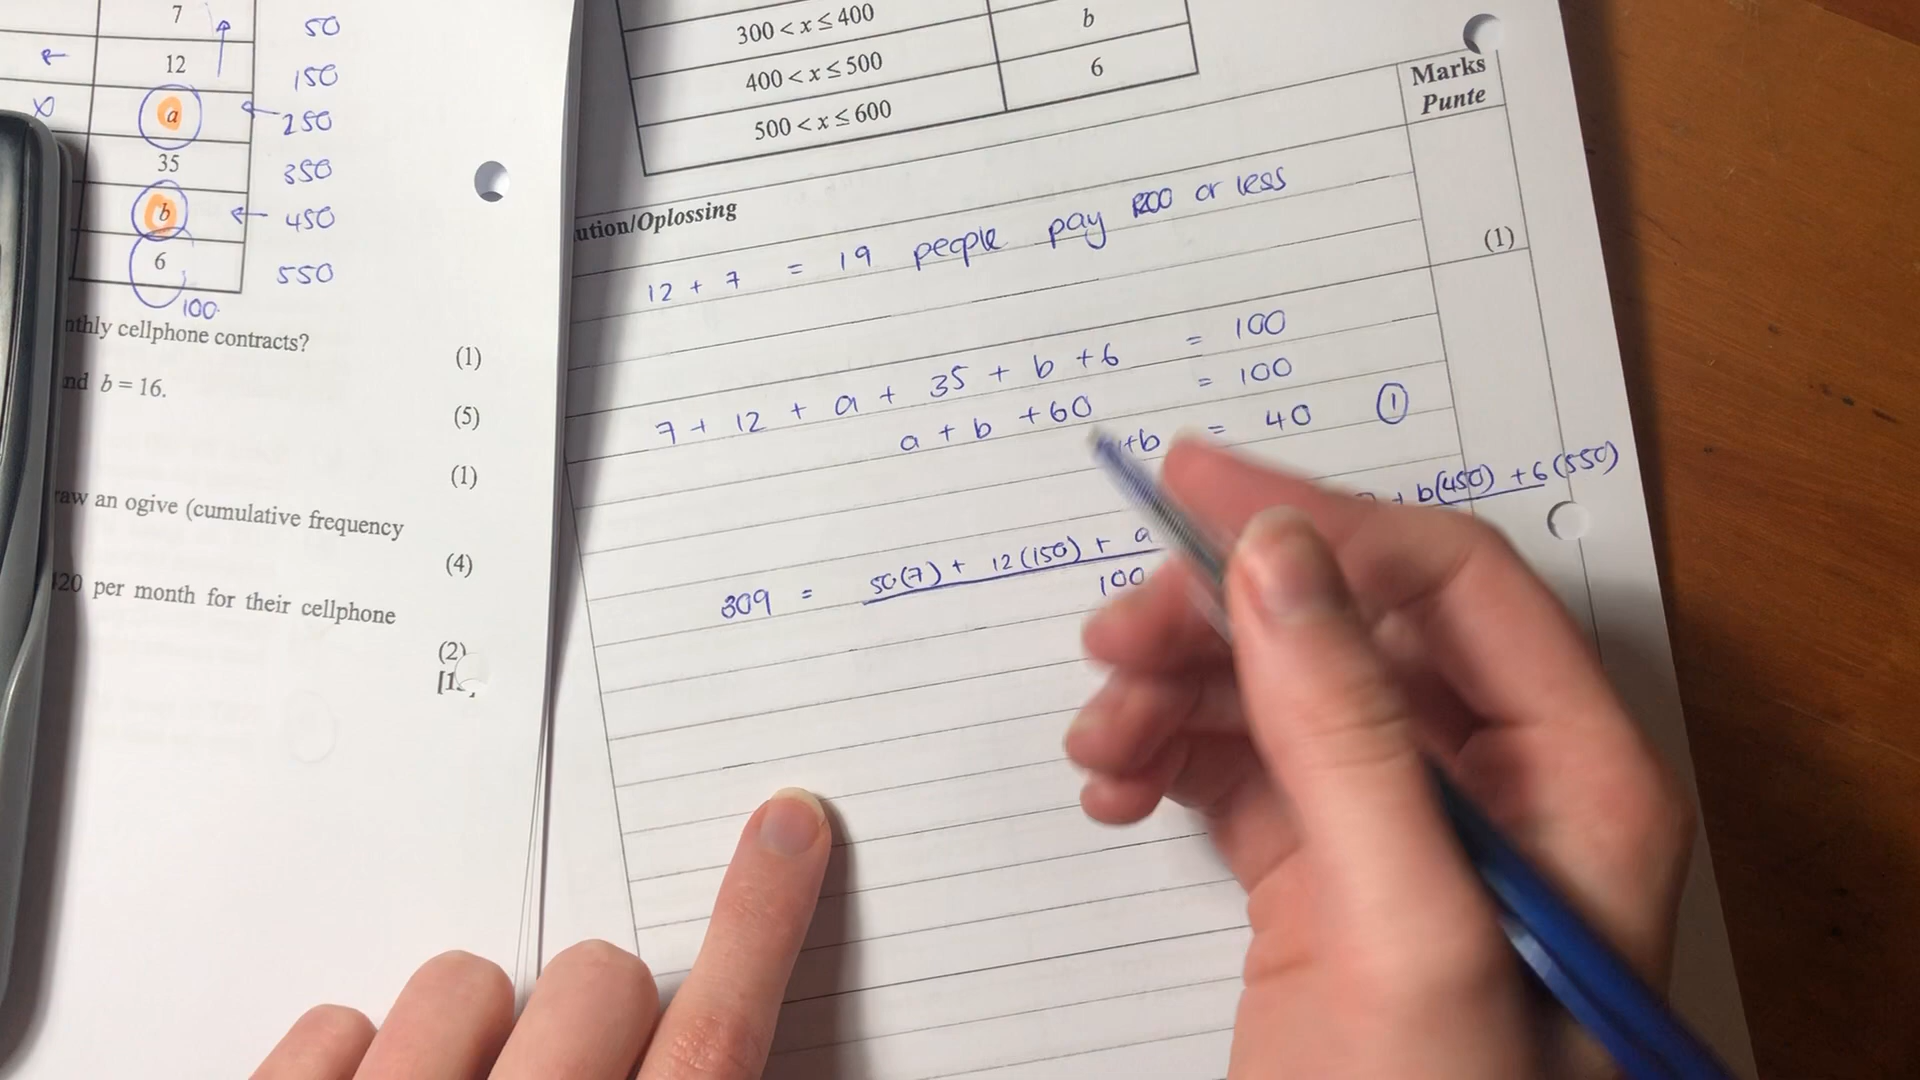 7 50
12 150
a 250
35 350
b 450
6 550
100
nthly cellphone contracts? (1)
nd b = 16. (5)
(1)
raw an ogive (cumulative frequency
(4)
20 per month for their cellphone
(2)
300 < x ≤ 400 b
400 < x ≤ 500 6
500 < x ≤ 600
Marks
Punte
ution/Oplossing
12 + 7 = 19 people pay or less
(1)
7 + 12 + a + 35 + b + 6 = 100
a + b + 60 = 100
+b = 40 ①
309 = 50(7) + 12(150) + a + b(450) + 6(550)
100